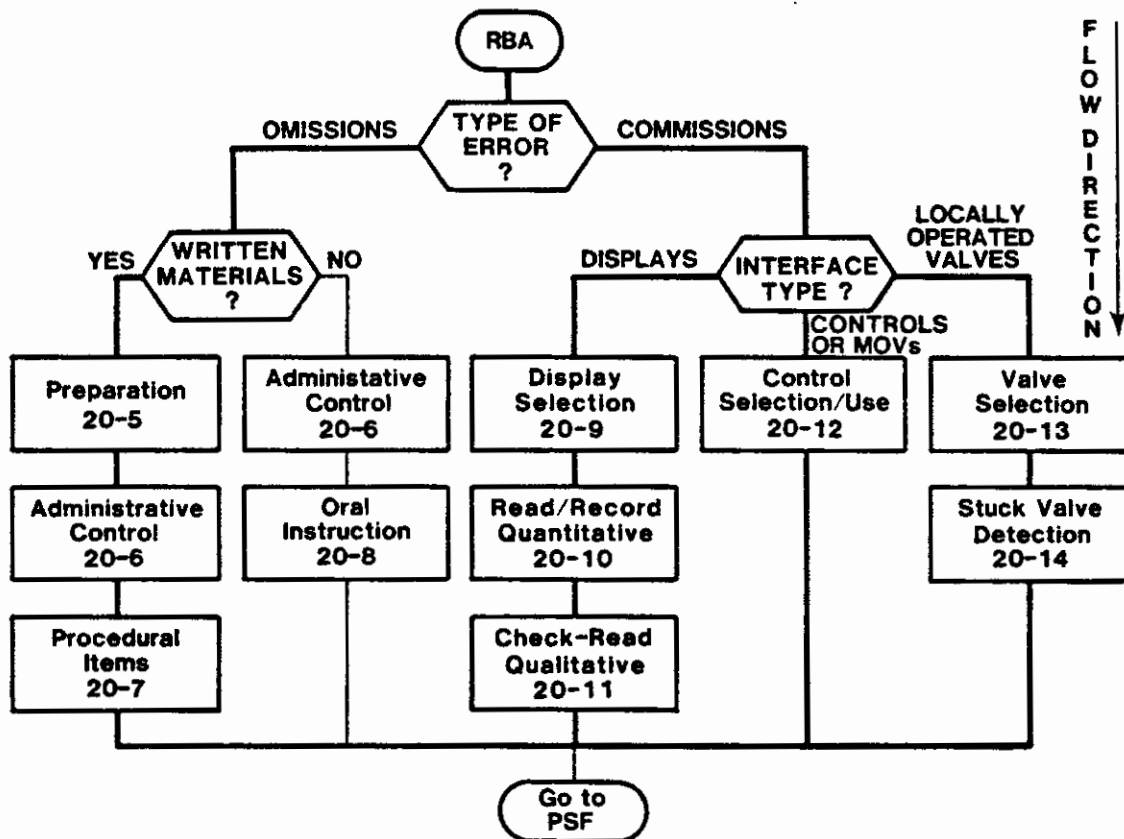 RBA
FLOW DIRECTION
OMISSIONS
TYPE OF
ERROR
?
COMMISSIONS
YES
WRITTEN
MATERIALS
?
NO
DISPLAYS
INTERFACE
TYPE ?
LOCALLY
OPERATED
VALVES
CONTROLS
OR MOVs
Preparation
20-5
Administative
Control
20-6
Display
Selection
20-9
Control
Selection/Use
20-12
Valve
Selection
20-13
Administrative
Control
20-6
Oral
Instruction
20-8
Read/Record
Quantitative
20-10
Stuck Valve
Detection
20-14
Procedural
Items
20-7
Check-Read
Qualitative
20-11
Go to
PSF